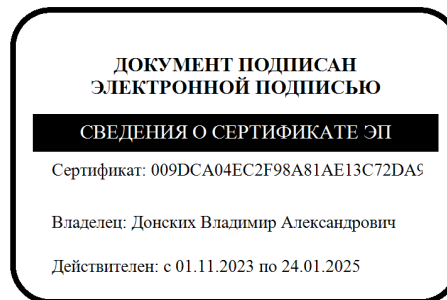 ДОКУМЕНТ ПОДПИСАН
ЭЛЕКТРОННОЙ ПОДПИСЬЮ
СВЕДЕНИЯ О СЕРТИФИКАТЕ ЭП
Сертификат: 009DCA04EC2F98A81AE13C72DA9
Владелец: Донских Владимир Александрович
Действителен: с 01.11.2023 по 24.01.2025